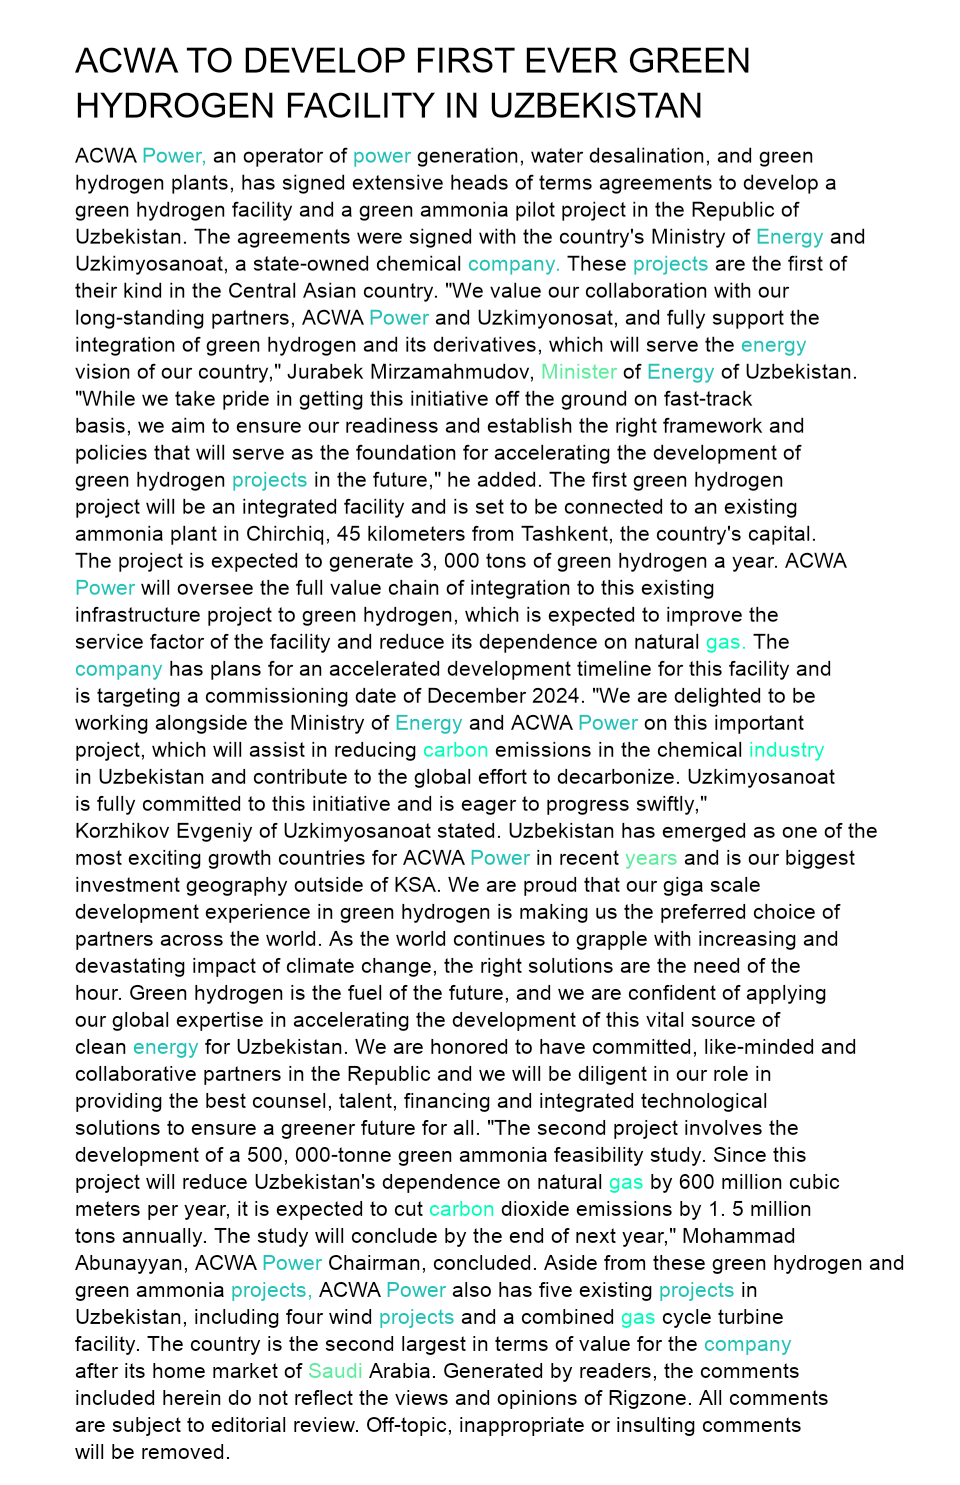 ACWA TO DEVELOP FIRST EVER GREEN
HYDROGEN FACILITY IN UZBEKISTAN
ACWA Power, an operator of power generation, water desalination, and green
hydrogen plants, has signed extensive heads of terms agreements to develop a
green hydrogen facility and a green ammonia pilot project in the Republic of
Uzbekistan. The agreements were signed with the country's Ministry of Energy and
Uzkimyosanoat, a state-owned chemical company. These projects are the first of
their kind in the Central Asian country. "We value our collaboration with our
long-standing partners, ACWA Power and Uzkimyonosat, and fully support the
integration of green hydrogen and its derivatives, which will serve the energy
vision of our country," Jurabek Mirzamahmudov, Minister of Energy of Uzbekistan.
"While we take pride in getting this initiative off the ground on fast-track
basis, we aim to ensure our readiness and establish the right framework and
policies that will serve as the foundation for accelerating the development of
green hydrogen projects in the future," he added. The first green hydrogen
project will be an integrated facility and is set to be connected to an existing
ammonia plant in Chirchiq, 45 kilometers from Tashkent, the country's capital.
The project is expected to generate 3, 000 tons of green hydrogen a year. ACWA
Power will oversee the full value chain of integration to this existing
infrastructure project to green hydrogen, which is expected to improve the
service factor of the facility and reduce its dependence on natural gas. The
company has plans for an accelerated development timeline for this facility and
is targeting a commissioning date of December 2024. "We are delighted to be
working alongside the Ministry of Energy and ACWA Power on this important
project, which will assist in reducing carbon emissions in the chemical industry
in Uzbekistan and contribute to the global effort to decarbonize. Uzkimyosanoat
is fully committed to this initiative and is eager to progress swiftly,"
Korzhikov Evgeniy of Uzkimyosanoat stated. Uzbekistan has emerged as one of the
most exciting growth countries for ACWA Power in recent years and is our biggest
investment geography outside of KSA. We are proud that our giga scale
development experience in green hydrogen is making us the preferred choice of
partners across the world. As the world continues to grapple with increasing and
devastating impact of climate change, the right solutions are the need of the
hour. Green hydrogen is the fuel of the future, and we are confident of applying
our global expertise in accelerating the development of this vital source of
clean energy for Uzbekistan. We are honored to have committed, like-minded and
collaborative partners in the Republic and we will be diligent in our role in
providing the best counsel, talent, financing and integrated technological
solutions to ensure a greener future for all. "The second project involves the
development of a 500, 000-tonne green ammonia feasibility study. Since this
project will reduce Uzbekistan's dependence on natural gas by 600 million cubic
meters per year, it is expected to cut carbon dioxide emissions by 1. 5 million
tons annually. The study will conclude by the end of next year," Mohammad
Abunayyan, ACWA Power Chairman, concluded. Aside from these green hydrogen and
green ammonia projects, ACWA Power also has five existing projects in
Uzbekistan, including four wind projects and a combined gas cycle turbine
facility. The country is the second largest in terms of value for the company
after its home market of Saudi Arabia. Generated by readers, the comments
included herein do not reflect the views and opinions of Rigzone. All comments
are subject to editorial review. Off-topic, inappropriate or insulting comments
will be removed.